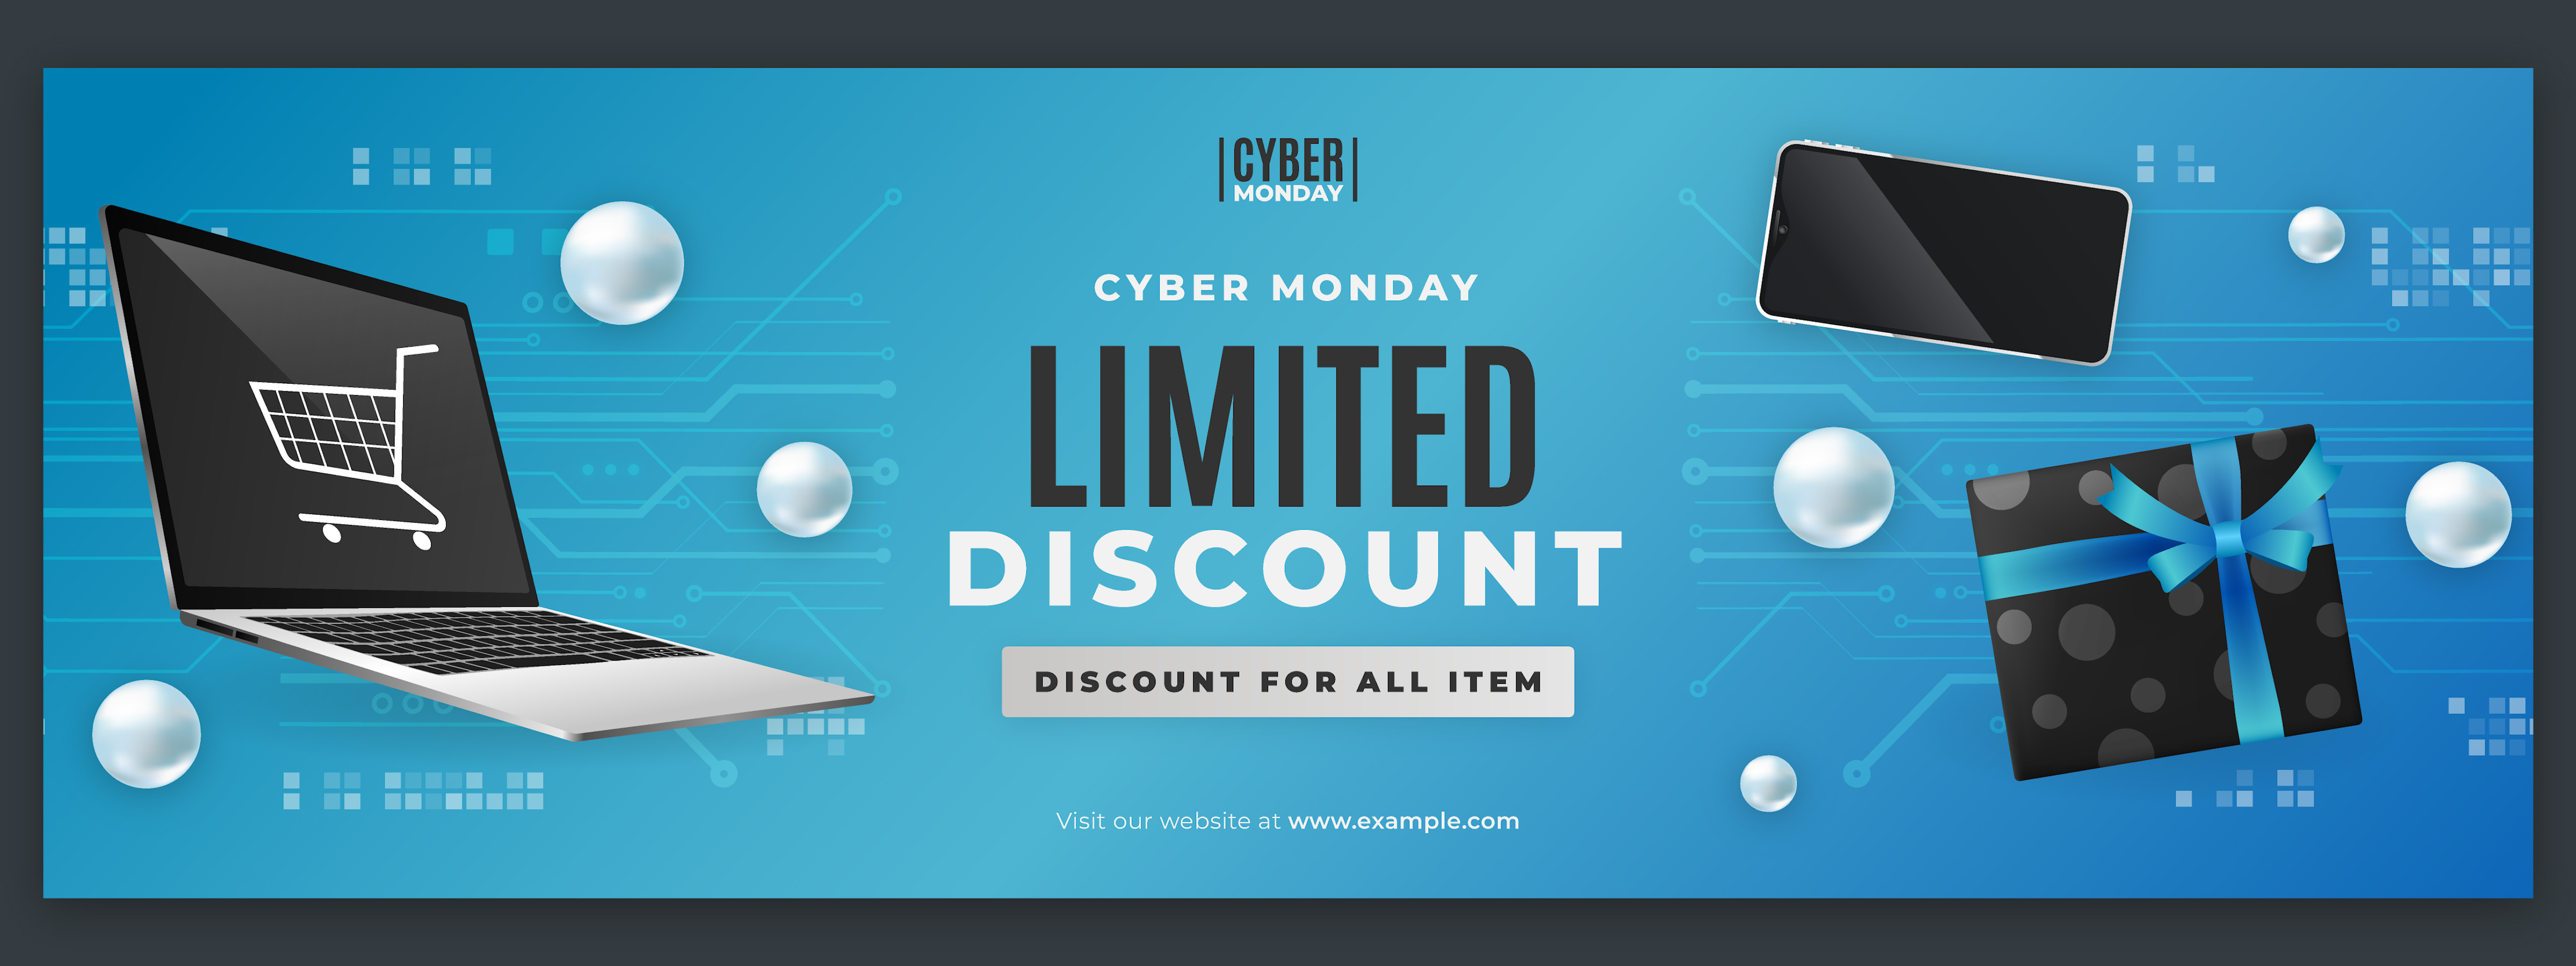 CYBER
MONDAY
CYBER MONDAY
LIMITED
DISCOUNT
DISCOUNT FOR ALL ITEM
Visit our website at www.example.com